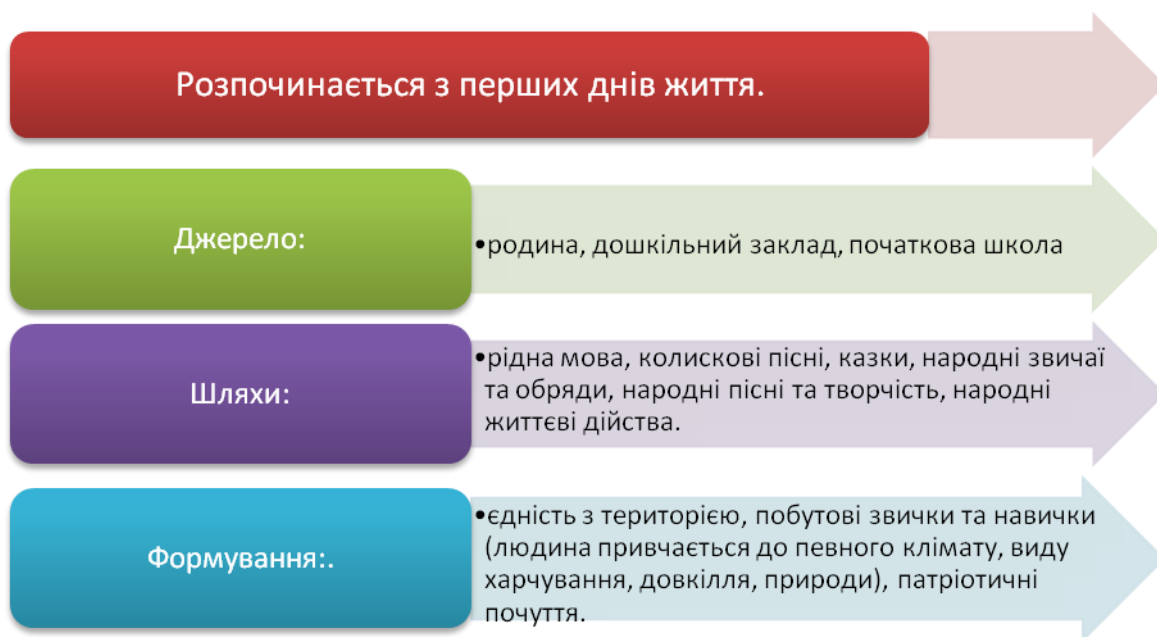 Розпочинається з перших днів життя.
Джерело:
•родина, дошкільний заклад, початкова школа
Шляхи:
•рідна мова, колискові пісні, казки, народні звичаї
та обряди, народні пісні та творчість, народні
життєві дійства.
Формування:.
•єдність з територією, побутові звички та навички
(людина привчається до певного клімату, виду
харчування, довкілля, природи), патріотичні
почуття.